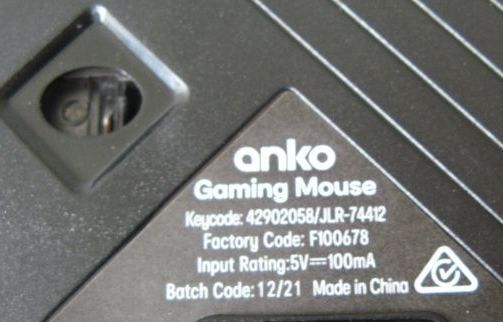 anko
Gaming Mouse
Keycode: 42902058/JLR-74412
Factory Code: F100678
Input Rating:5V⎓100mA
Batch Code: 12/21 Made in China